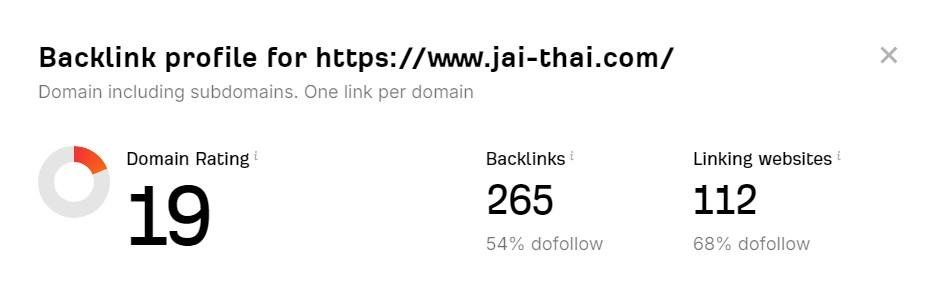 Backlink profile for https://www.jai-thai.com/
Domain including subdomains. One link per domain
Domain Rating i
19
Backlinks i
265
54% dofollow
Linking websites i
112
68% dofollow